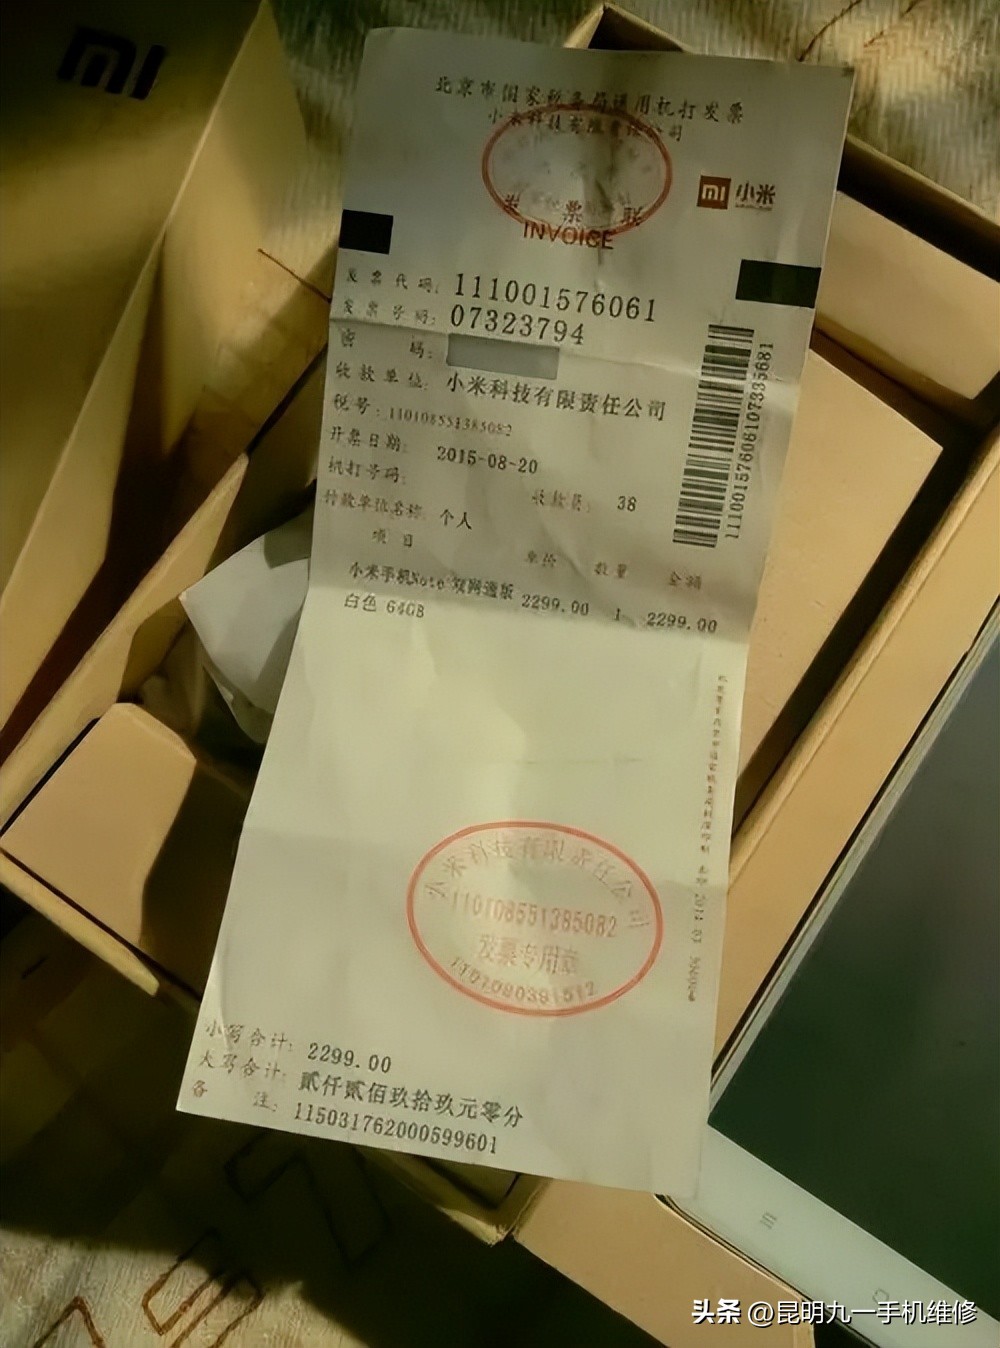 MI
北京市国家税务局通用机打发票
小米科技有限责任公司
发票联
INVOICE
MI 小米
发票代码: 111001576061
发票号码: 07323794
密 码:
收款单位: 小米科技有限责任公司
税号: 110108551385082
开票日期: 2015-08-20
机打号码: 收款员: 38
付款单位名称: 个人
项目 单价 数量 金额
小米手机Note 双网通版 2299.00 1 2299.00
白色 64GB
11100157606107335681
小米科技有限责任公司
110108551385082
发票专用章
1101080391512
小写合计: 2299.00
大写合计: 贰仟贰佰玖拾玖元零分
备 注: 115031762000599601
头条 @昆明九一手机维修